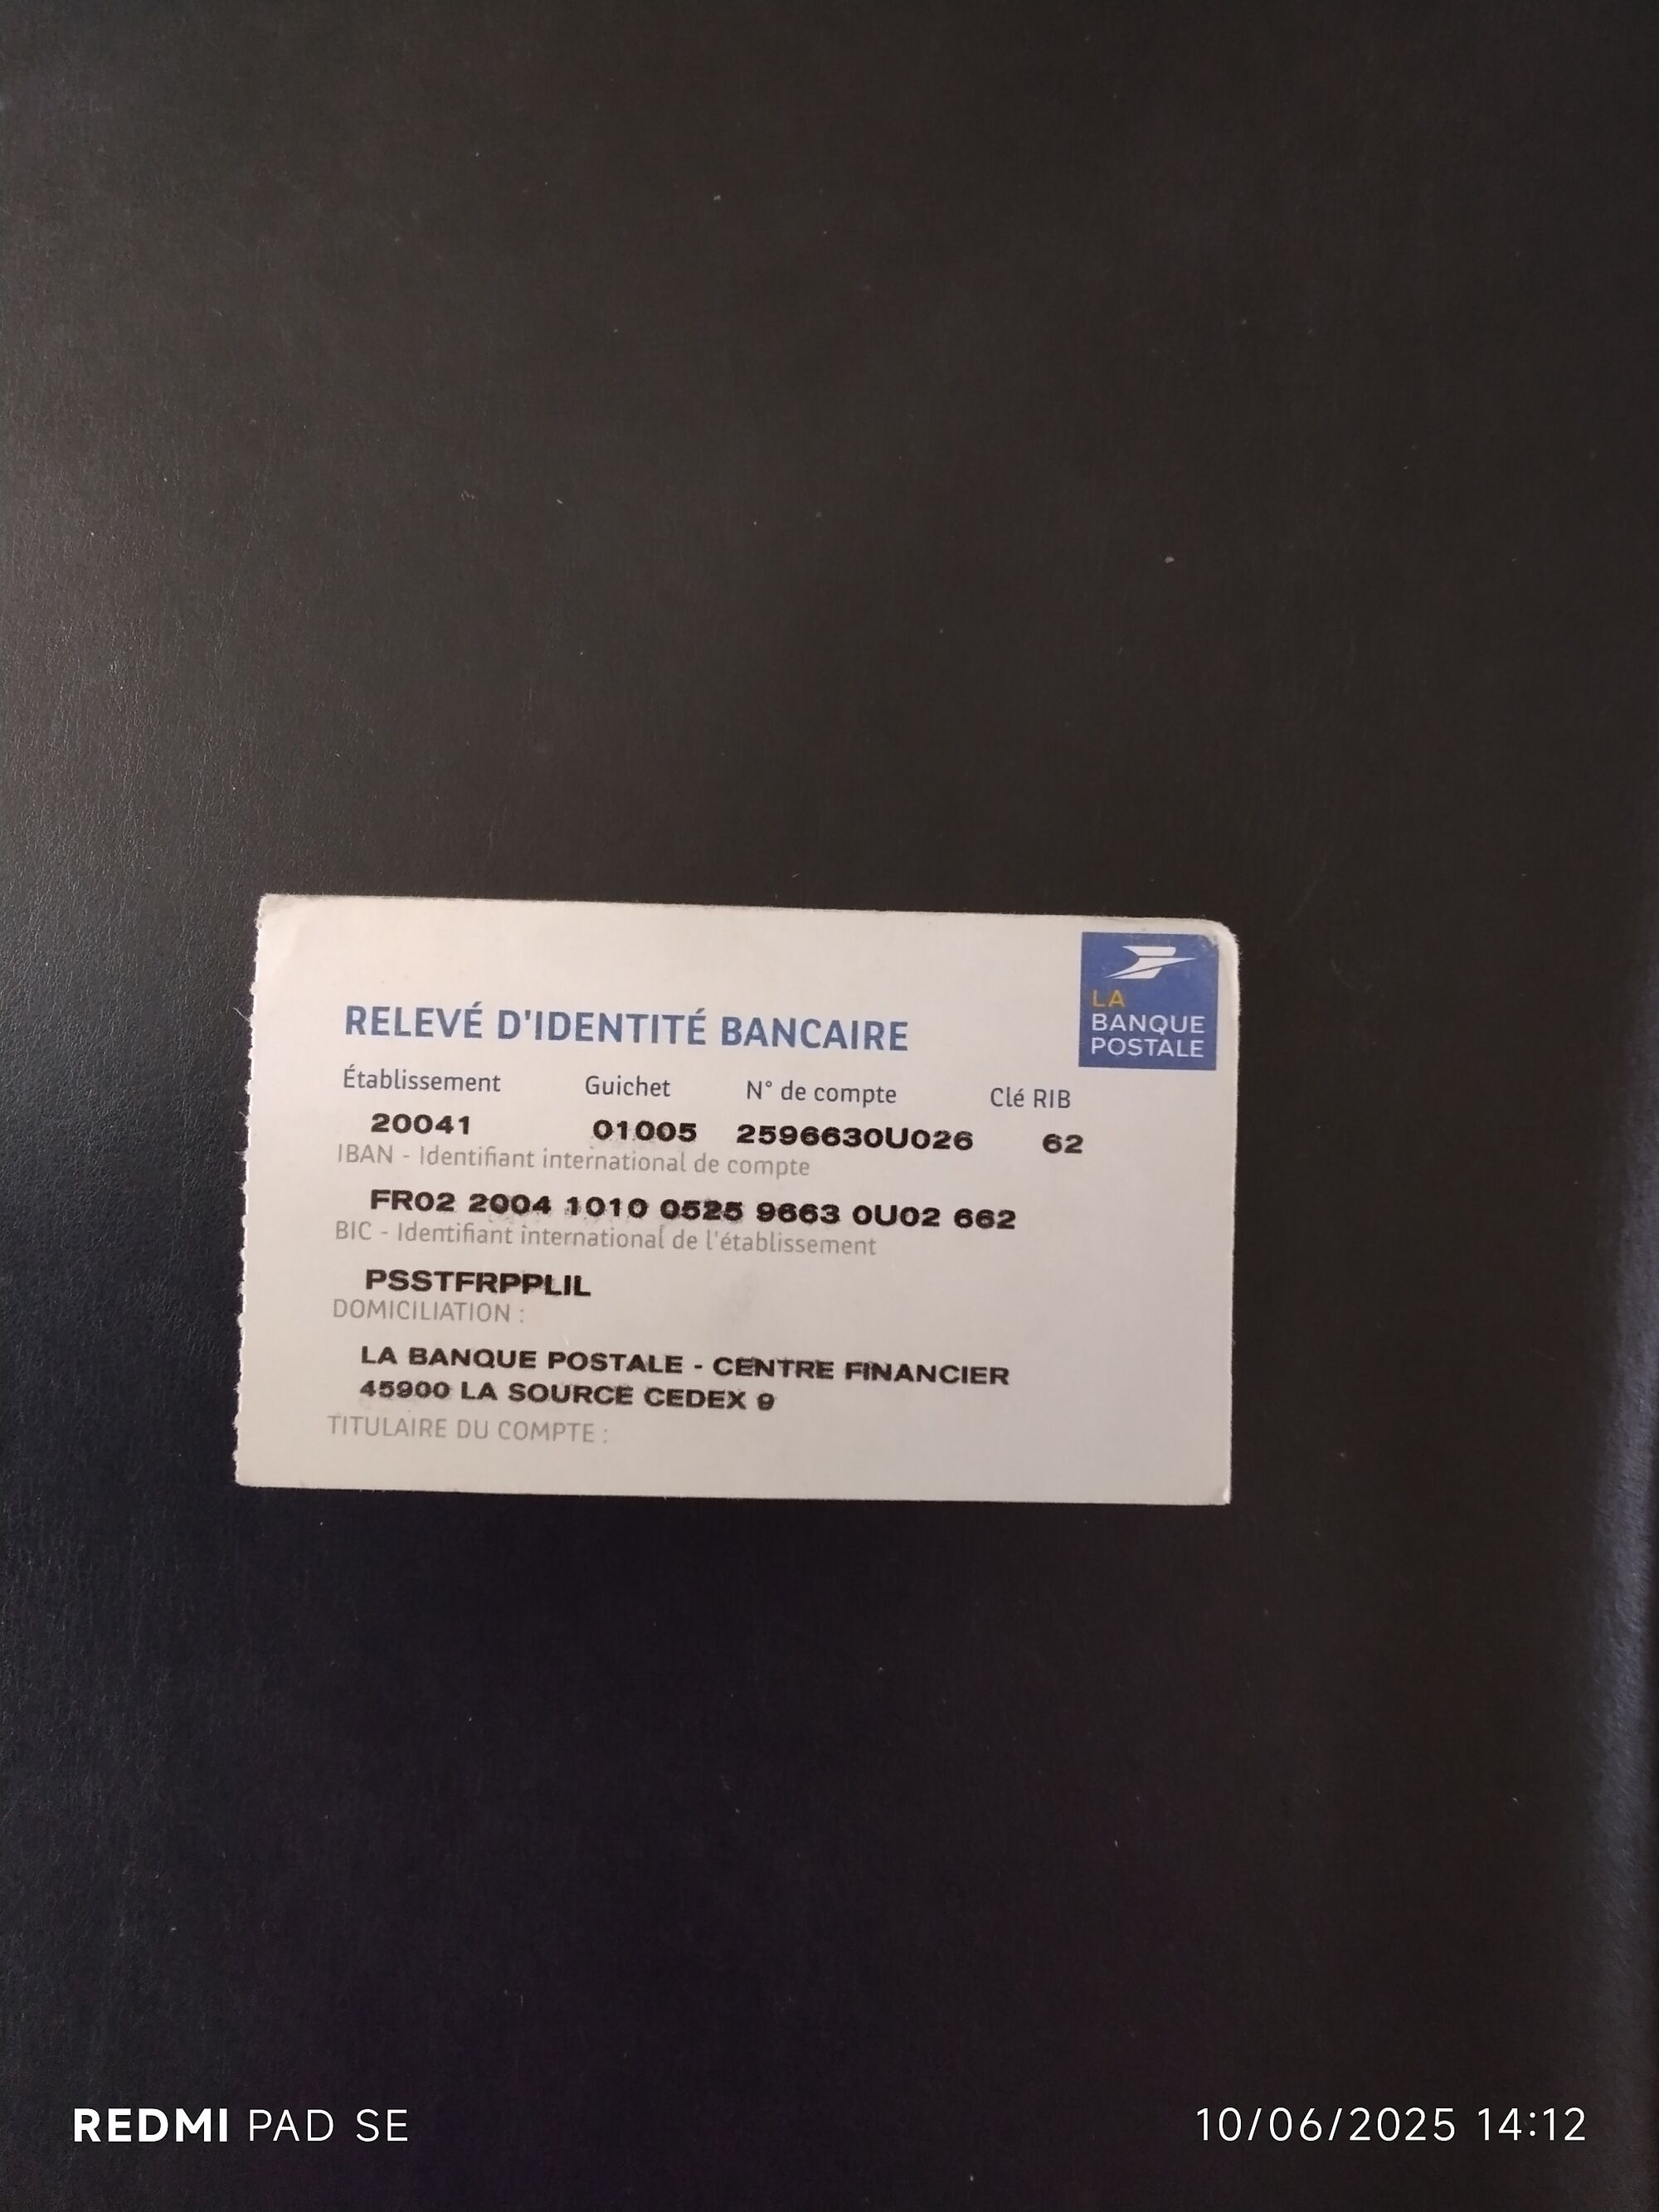 LA
BANQUE
POSTALE
RELEVÉ D'IDENTITÉ BANCAIRE
Établissement Guichet N° de compte Clé RIB
20041 01005 2596630U026 62
IBAN - Identifiant international de compte
FR02 2004 1010 0525 9663 0U02 662
BIC - Identifiant international de l'établissement
PSSTFRPPLIL
DOMICILIATION :
LA BANQUE POSTALE - CENTRE FINANCIER
45900 LA SOURCE CEDEX 9
TITULAIRE DU COMPTE :
REDMI PAD SE 10/06/2025 14:12